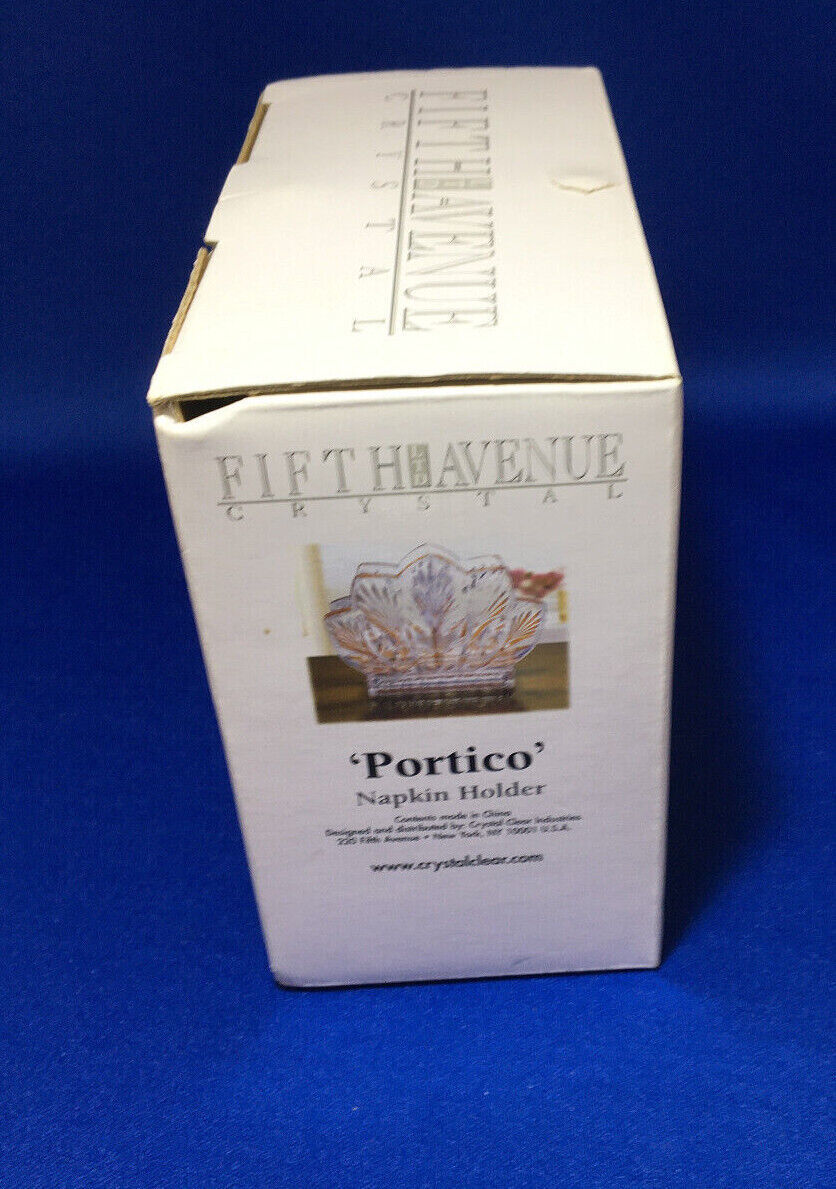 FIFTH AVENUE
CRYSTAL
FIFTH AVENUE
CRYSTAL
‘Portico’
Napkin Holder
Contents made in China
Designed and distributed by: Crystal Clear Industries
220 Fifth Avenue • New York, NY 10001 U.S.A.
www.crystalclear.com